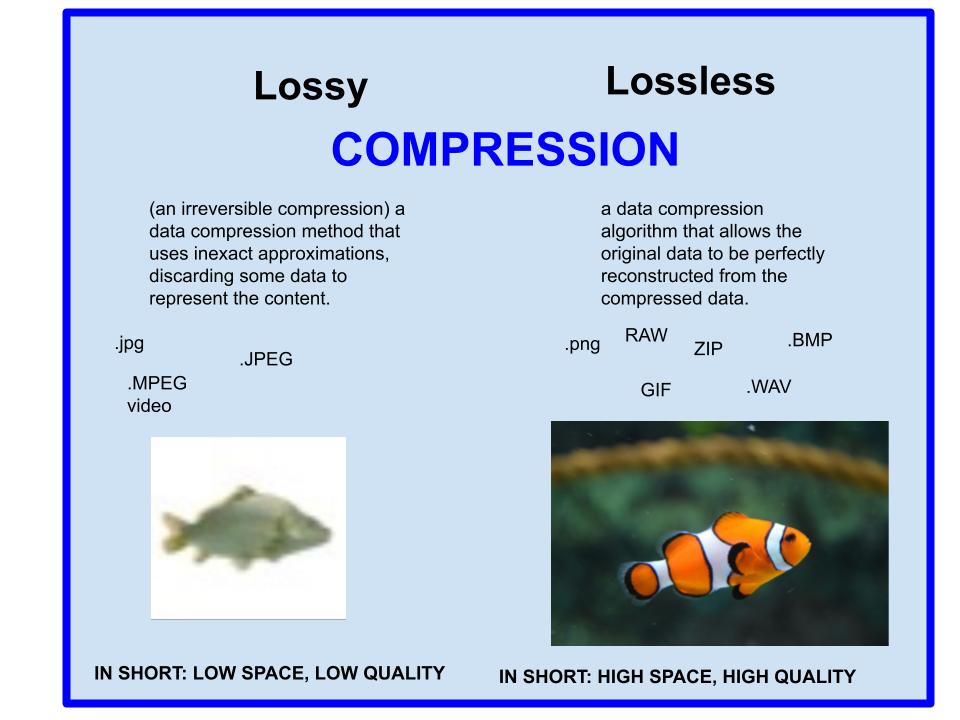 Lossy
Lossless
COMPRESSION
(an irreversible compression) a
data compression method that
uses inexact approximations,
discarding some data to
represent the content.
.jpg
.JPEG
.MPEG
video
IN SHORT: LOW SPACE, LOW QUALITY
a data compression
algorithm that allows the
original data to be perfectly
reconstructed from the
compressed data.
.png
RAW
ZIP
.BMP
GIF
.WAV
IN SHORT: HIGH SPACE, HIGH QUALITY